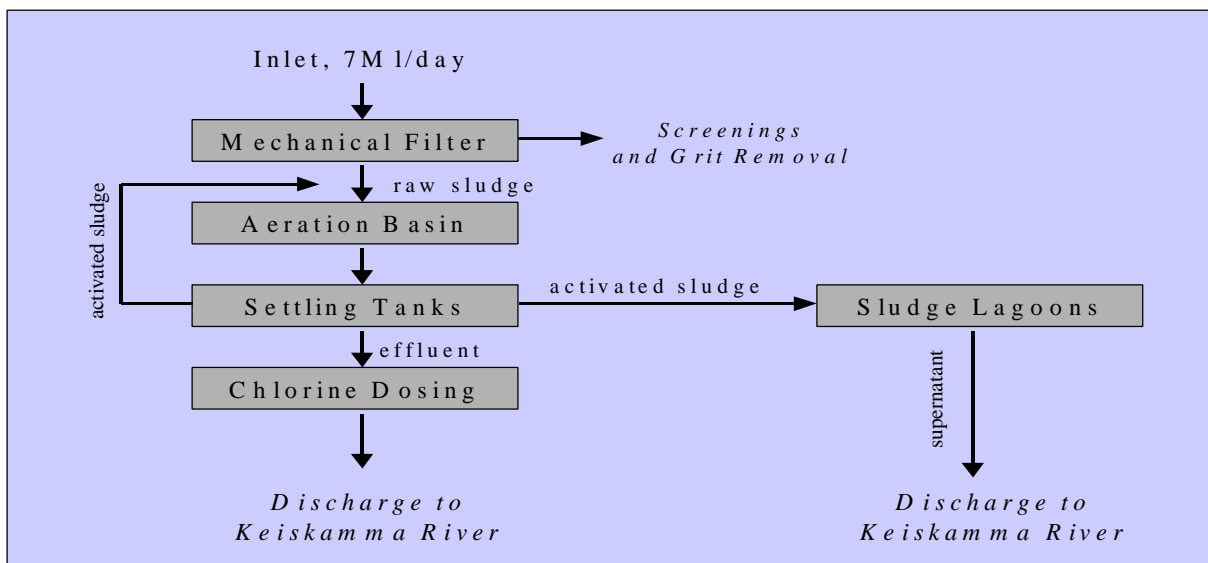 Inlet, 7Ml/day
Mechanical Filter
Screenings
and Grit Removal
raw sludge
activated sludge
Aeration Basin
Settling Tanks
activated sludge
Sludge Lagoons
effluent
Chlorine Dosing
supernatant
Discharge to
Keiskamma River
Discharge to
Keiskamma River